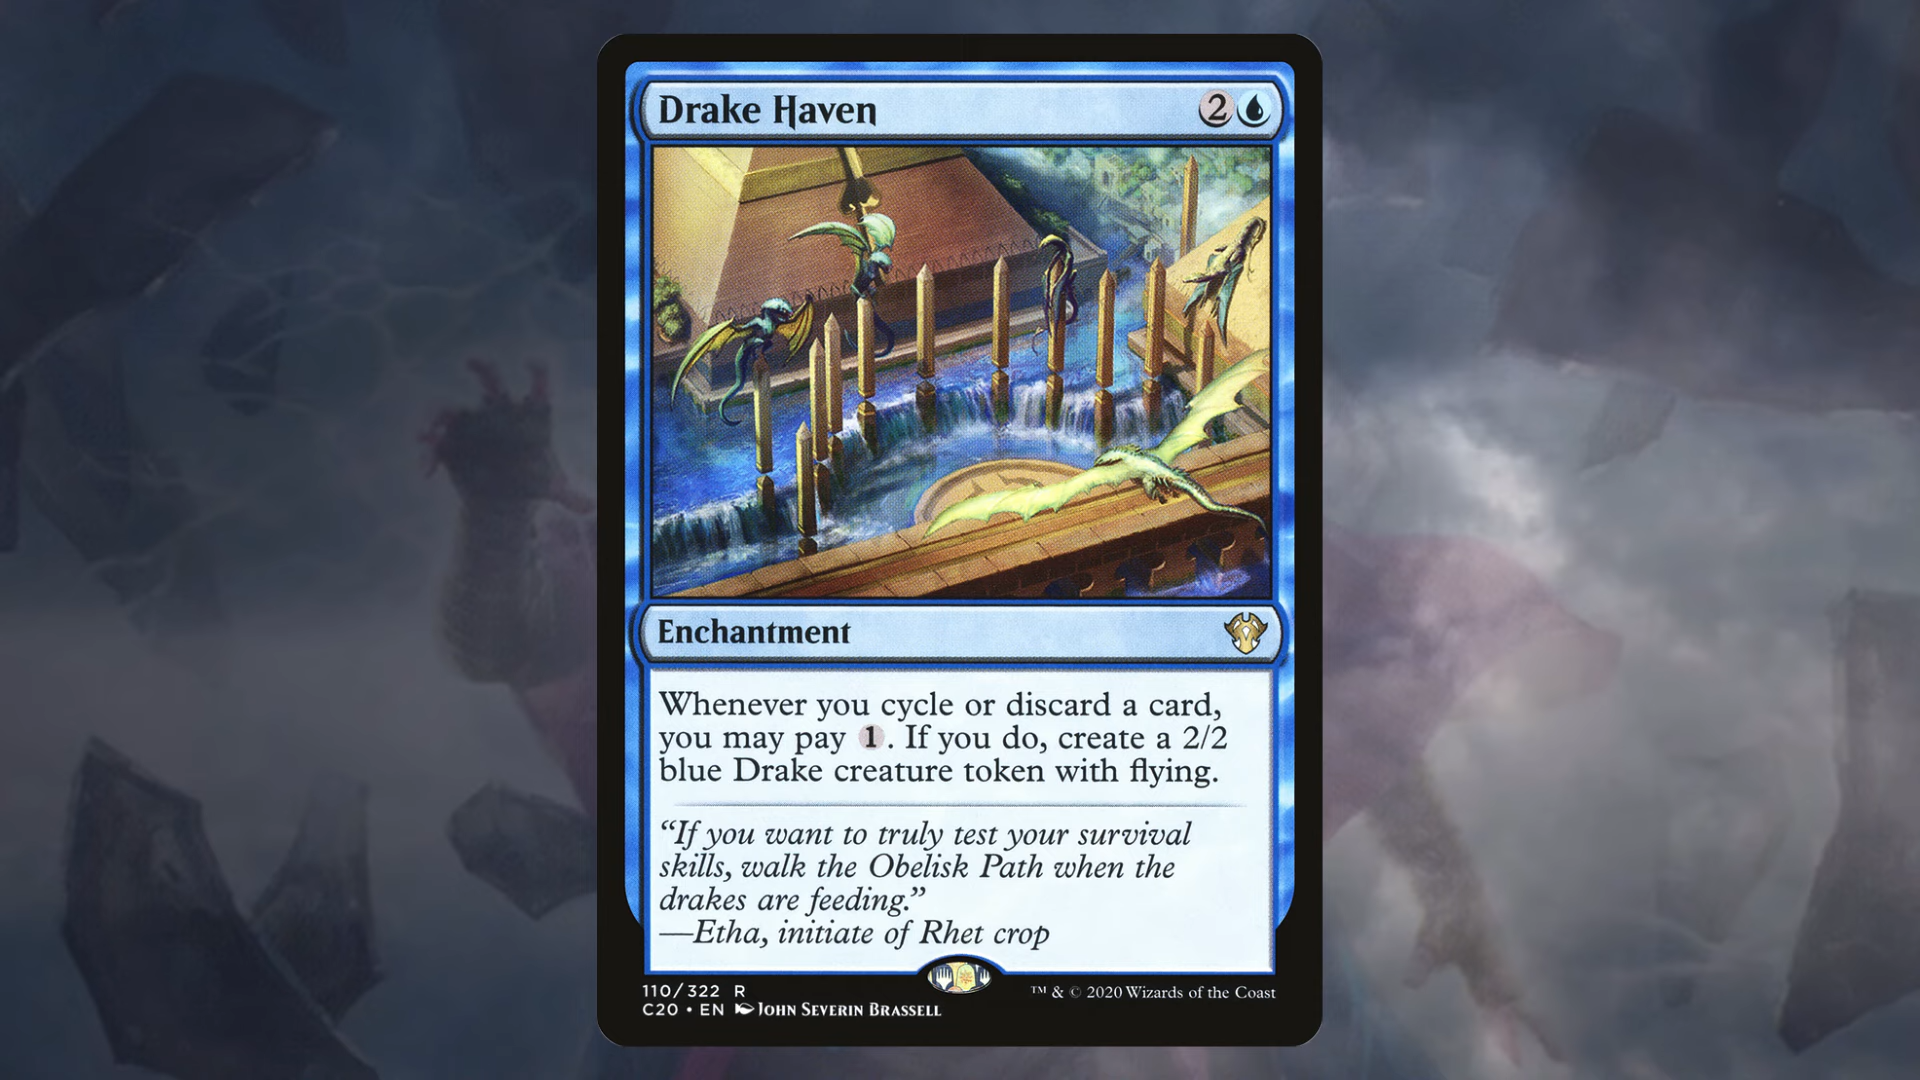 Drake Haven
2
Enchantment
Whenever you cycle or discard a card,
you may pay 1. If you do, create a 2/2
blue Drake creature token with flying.
“If you want to truly test your survival
skills, walk the Obelisk Path when the
drakes are feeding.”
—Etha, initiate of Rhet crop
110/322 R
C20 • EN John Severin Brassell
™ & © 2020 Wizards of the Coast